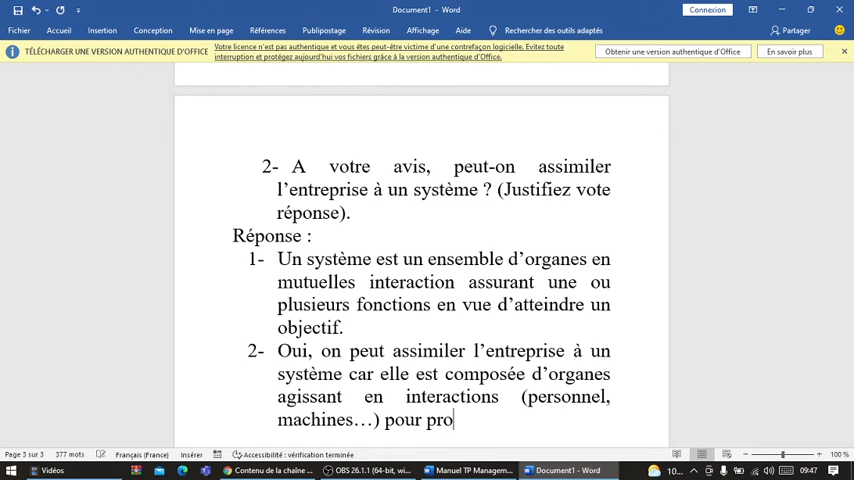 Document1 - Word
Connexion
Fichier Accueil Insertion Mise en page Conception Références Publipostage Révision Affichage Aide Rechercher des outils adaptés Partager
TÉLÉCHARGER UNE VERSION AUTHENTIQUE D'OFFICE Votre licence n'est pas authentique et vous êtes peut-être victime d'une contrefaçon logicielle. Evitez toute Obtenir une version authentique d'Office En savoir plus
interruption et protégez aujourd'hui vos fichiers grâce à la version authentique d'Office.
2- A votre avis, peut-on assimiler
l'entreprise à un système ? (Justifiez vote
réponse).
Réponse :
1- Un système est un ensemble d'organes en
mutuelles interaction assurant une ou
plusieurs fonctions en vue d'atteindre un
objectif.
2- Oui, on peut assimiler l'entreprise à un
système car elle est composée d'organes
agissant en interactions (personnel,
machines…) pour pro
Page 3 sur 3 377 mots Français (France) Insérer Accessibilité : vérification terminée 100 %
Vidéos Contenu de la chaîne ... OBS 26.1.1 (64-bit, wi... Manuel TP Managem... Document1 - Word 10... 09:47